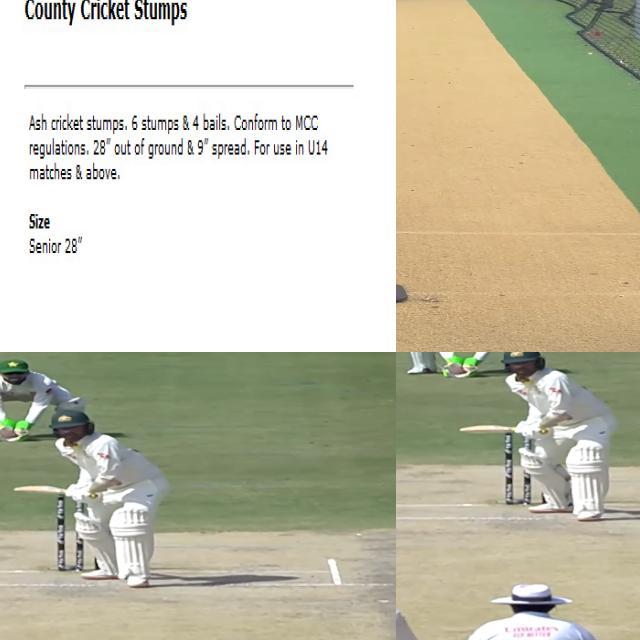 County Cricket Stumps
Ash cricket stumps. 6 stumps & 4 bails. Conform to MCC
regulations. 28" out of ground & 9" spread. For use in U14
matches & above.
Size
Senior 28"
Emirates
FLY BETTER